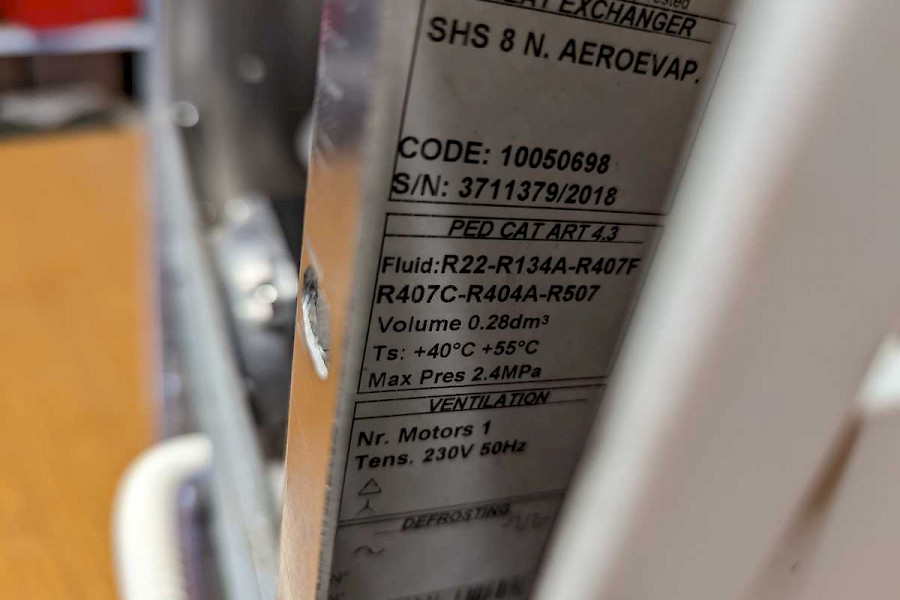 EXCHANGER
SHS 8 N. AEROEVAP.
CODE: 10050698
S/N: 3711379/2018
PED CAT ART 4.3
Fluid:R22-R134A-R407F
R407C-R404A-R507
Volume 0.28dm³
Ts: +40°C +55°C
Max Pres 2.4MPa
VENTILATION
Nr. Motors 1
Tens. 230V 50Hz
DEFROSTING